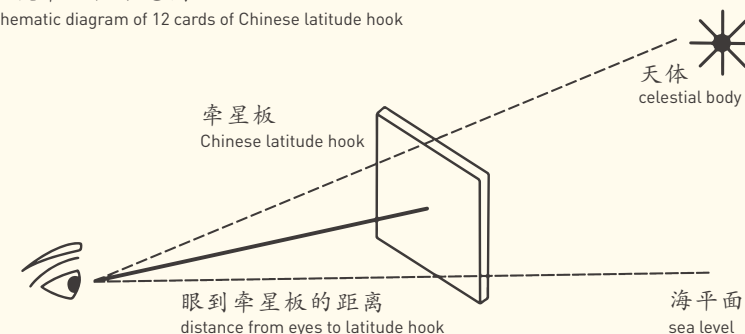 hematic diagram of 12 cards of Chinese latitude hook
天体
celestial body
牵星板
Chinese latitude hook
眼到牵星板的距离
distance from eyes to latitude hook
海平面
sea level